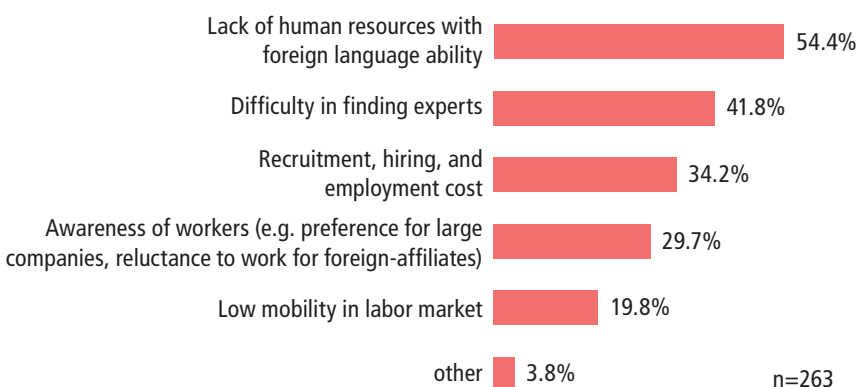 Lack of human resources with
foreign language ability
54.4%
Difficulty in finding experts
41.8%
Recruitment, hiring, and
employment cost
34.2%
Awareness of workers (e.g. preference for large
companies, reluctance to work for foreign-affiliates)
29.7%
Low mobility in labor market
19.8%
other
3.8%
n=263